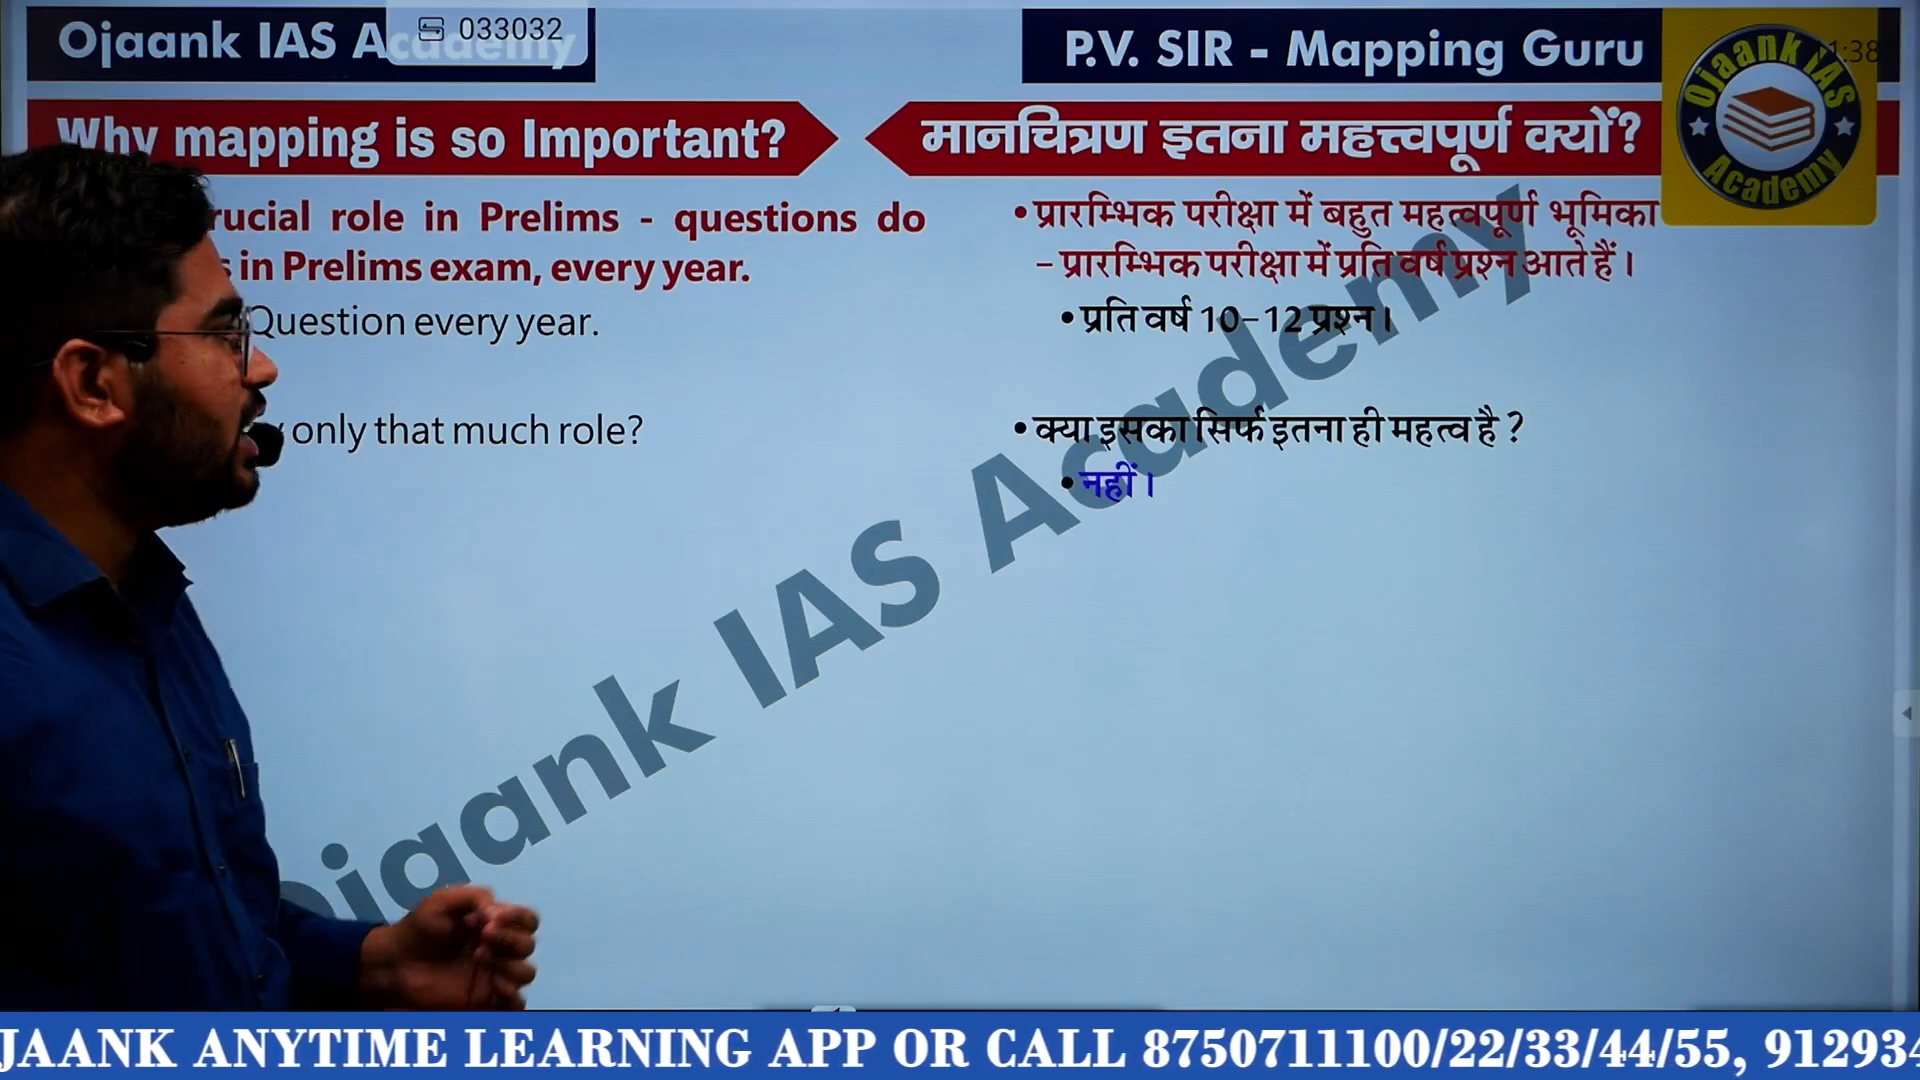 Ojaank IAS Academy
033032
P.V. SIR - Mapping Guru
:38
Ojaank IAS
Academy
Why mapping is so Important?
मानचित्रण इतना महत्त्वपूर्ण क्यों?
role in Prelims - questions do
in Prelims exam, every year.
Question every year.
only that much role?
•प्रारम्भिक परीक्षा में बहुत महत्वपूर्ण भूमिका
– प्रारम्भिक परीक्षा में प्रति वर्ष प्रश्न आते हैं।
•प्रति वर्ष 10–12 प्रश्न।
•क्या इसका सिर्फ इतना ही महत्व है ?
•नहीं।
Ojaank IAS Academy
JAANK ANYTIME LEARNING APP OR CALL 8750711100/22/33/44/55, 912934